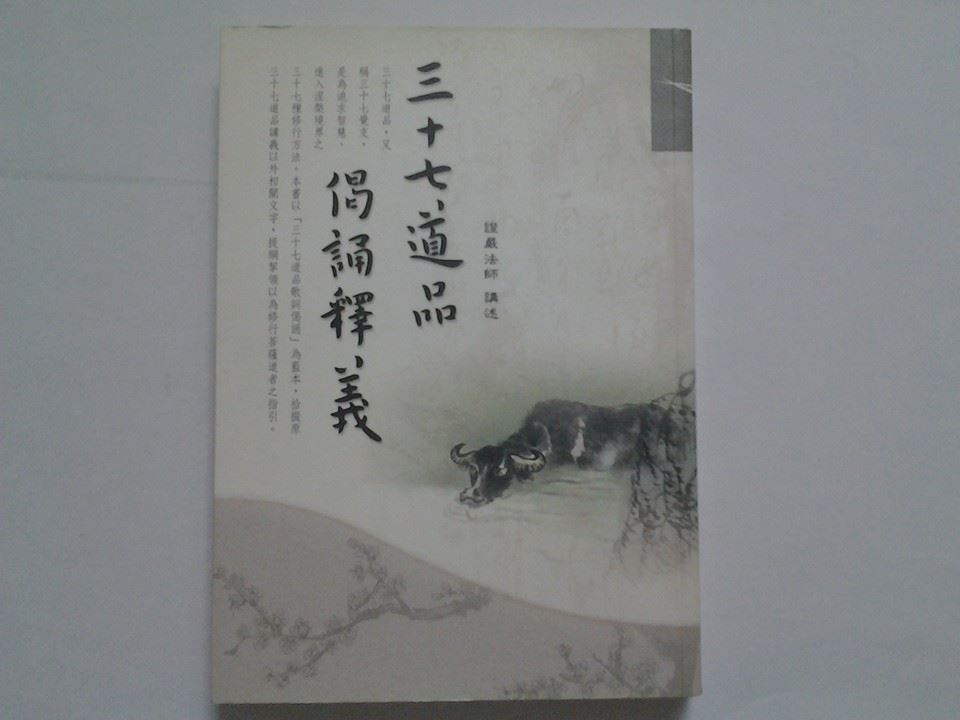 證嚴法師 講述
三十七道品
偈誦釋義
三十七道品，又
稱三十七覺支，
是為追求智慧、
進入涅槃境界之
三十七種修行方法。本書以「三十七道品歌詞偈誦」為藍本，恰擷原
三十七道品講義以外相關文字，提綱挈領以為修行菩薩道者之指引。